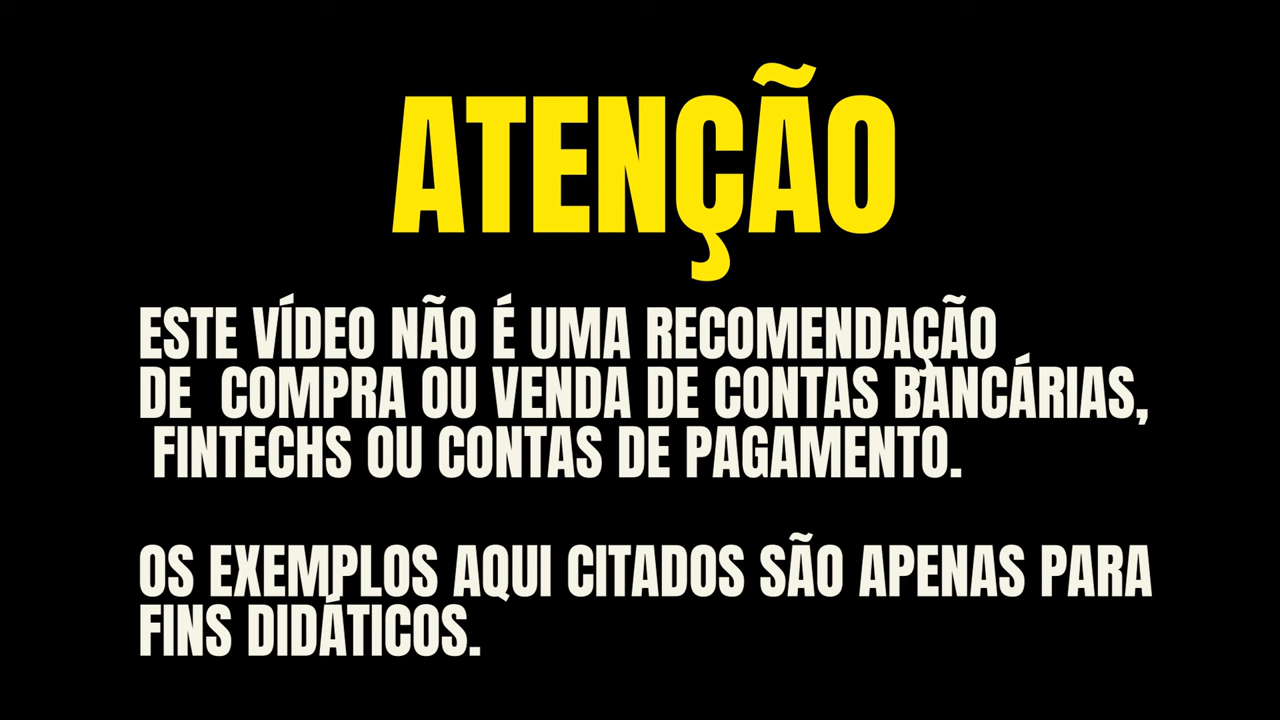 ATENÇÃO
ESTE VÍDEO NÃO É UMA RECOMENDAÇÃO
DE COMPRA OU VENDA DE CONTAS BANCÁRIAS,
FINTECHS OU CONTAS DE PAGAMENTO.
OS EXEMPLOS AQUI CITADOS SÃO APENAS PARA
FINS DIDÁTICOS.